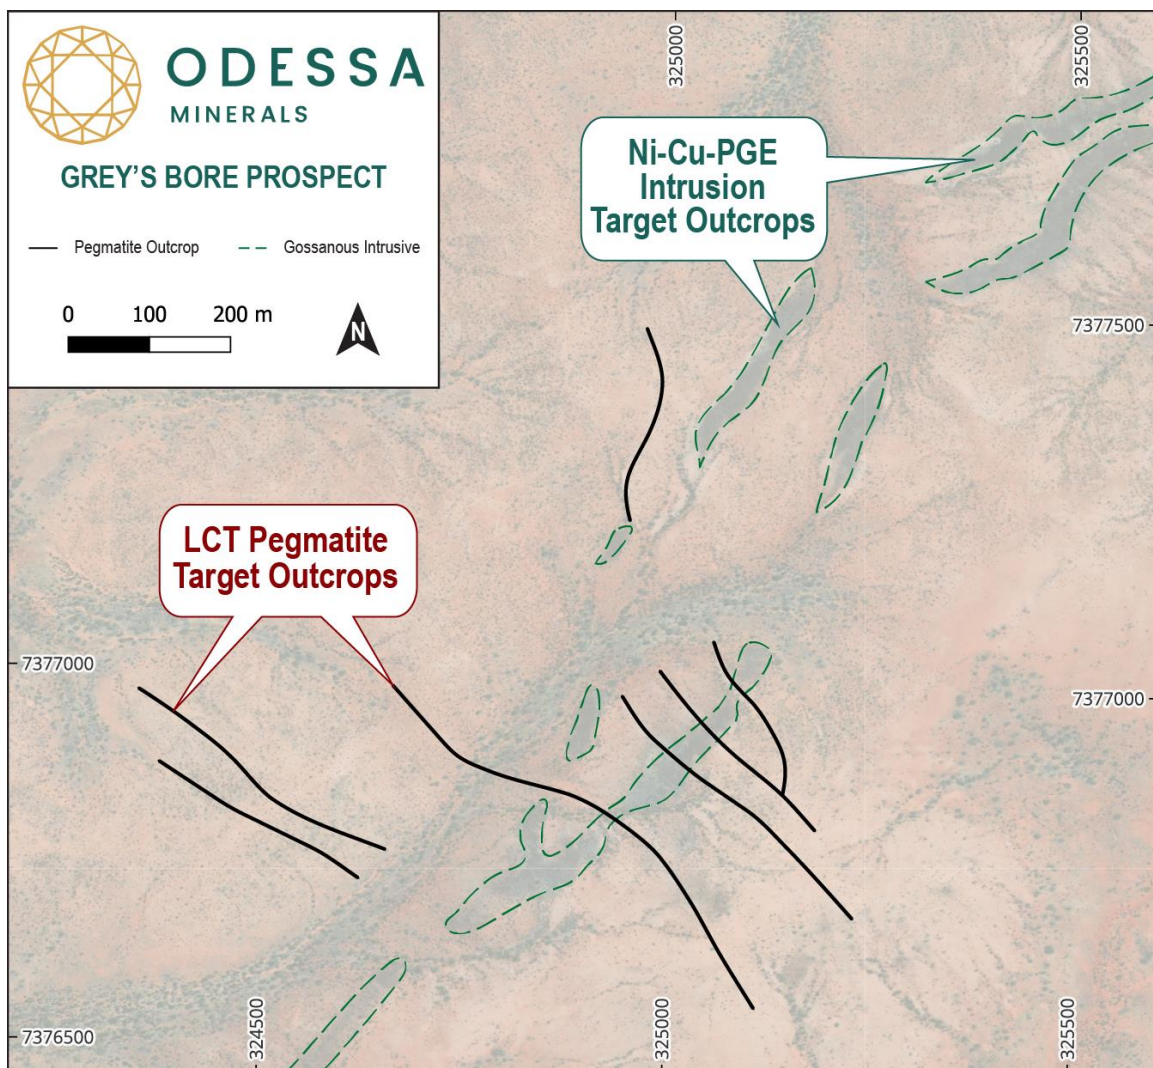 ODESSA
MINERALS
GREY'S BORE PROSPECT
Pegmatite Outcrop
Gossanous Intrusive
0 100 200 m
N
325000
325500
Ni-Cu-PGE
Intrusion
Target Outcrops
7377500
LCT Pegmatite
Target Outcrops
7377000
7377000
7376500
324500
325000
325500